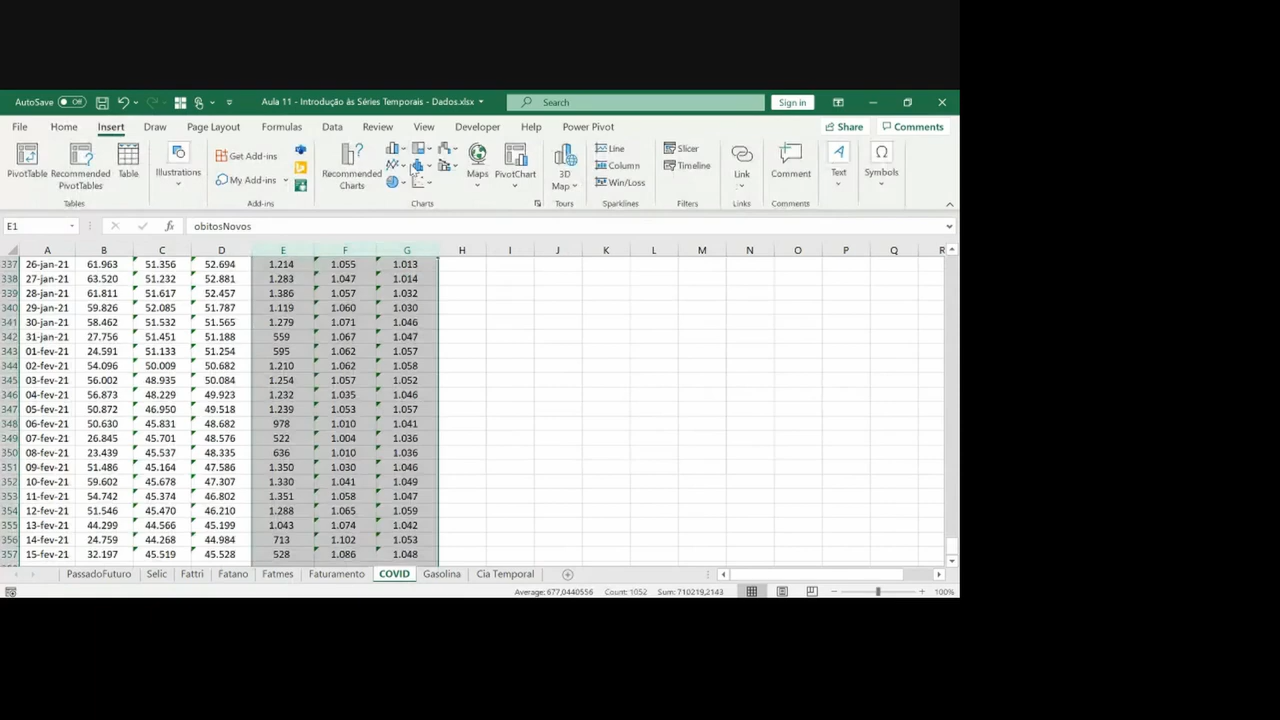 AutoSave Off Aula 11 - Introdução às Séries Temporais - Dados.xlsx Search Sign in
File Home Insert Draw Page Layout Formulas Data Review View Developer Help Power Pivot Share Comments
PivotTable Recommended PivotTables Table Illustrations Get Add-ins My Add-ins Recommended Charts Maps PivotChart 3D Map Line Column Win/Loss Slicer Timeline Link Comment Text Symbols
Tables Add-ins Charts Tours Sparklines Filters Links Comments
E1 fx obitosNovos
A B C D E F G H I J K L M N O P Q R
337 26-jan-21 61.963 51.356 52.694 1.214 1.055 1.013
338 27-jan-21 63.520 51.232 52.881 1.283 1.047 1.014
339 28-jan-21 61.811 51.617 52.457 1.386 1.057 1.032
340 29-jan-21 59.826 52.085 51.787 1.119 1.060 1.030
341 30-jan-21 58.462 51.532 51.565 1.279 1.071 1.046
342 31-jan-21 27.756 51.451 51.188 559 1.067 1.047
343 01-fev-21 24.591 51.133 51.254 595 1.062 1.057
344 02-fev-21 54.096 50.009 50.682 1.210 1.062 1.058
345 03-fev-21 56.002 48.935 50.084 1.254 1.057 1.052
346 04-fev-21 56.873 48.229 49.923 1.232 1.035 1.046
347 05-fev-21 50.872 46.950 49.518 1.239 1.053 1.057
348 06-fev-21 50.630 45.831 48.682 978 1.010 1.041
349 07-fev-21 26.845 45.701 48.576 522 1.004 1.036
350 08-fev-21 23.439 45.537 48.335 636 1.010 1.036
351 09-fev-21 51.486 45.164 47.586 1.350 1.030 1.046
352 10-fev-21 59.602 45.678 47.307 1.330 1.041 1.049
353 11-fev-21 54.742 45.374 46.802 1.351 1.058 1.047
354 12-fev-21 51.546 45.470 46.210 1.288 1.065 1.059
355 13-fev-21 44.299 44.566 45.199 1.043 1.074 1.042
356 14-fev-21 24.759 44.268 44.984 713 1.102 1.053
357 15-fev-21 32.197 45.519 45.528 528 1.086 1.048
PassadoFuturo Selic Fattri Fatano Fatmes Faturamento COVID Gasolina Cia Temporal
Average: 677,0440556 Count: 1052 Sum: 710219,2143 100%